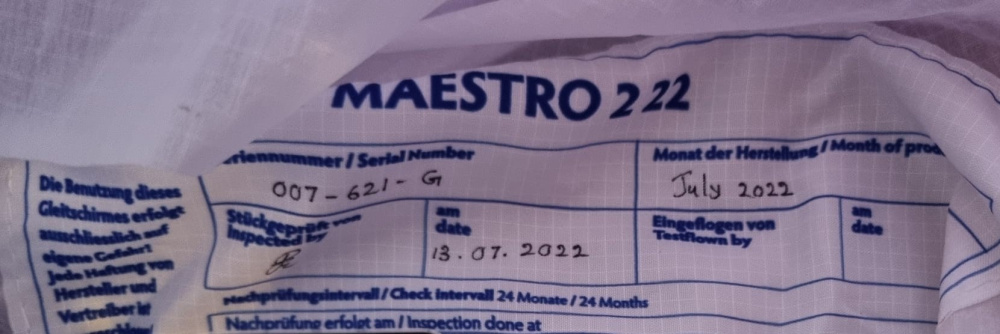 MAESTRO 222
riennummer / Serial Number
Monat der Herstellung / Month of
007-621-G
July 2022
Die Benutzung dieses
Gleitschirmes erfolgt
ausschliesslich auf
eigene Gefahr!
Jede Haftung von
Hersteller und
Vertreiber ist
Stückgeprüft von
Inspected by
am
date
13.07.2022
Eingeflogen von
Testflown by
am
date
Nachprüfungsintervall / Check Intervall 24 Monate / 24 Months
Nachprüfung erfolgt am / Inspection done at